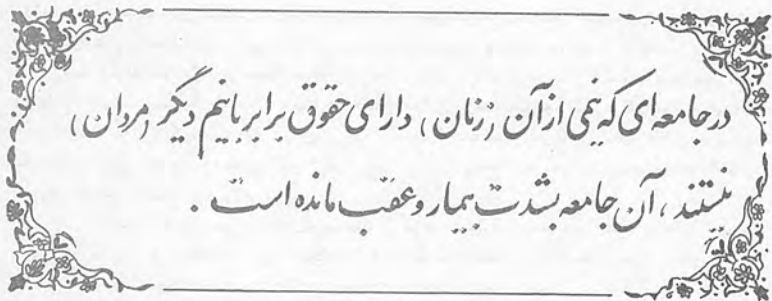 در جامعه‌ای که نیمی از آن (زنان) دارای حقوق برابر با نیم دیگر (مردان)
نیستند، آن جامعه بشدت بیمار و عقب مانده است.